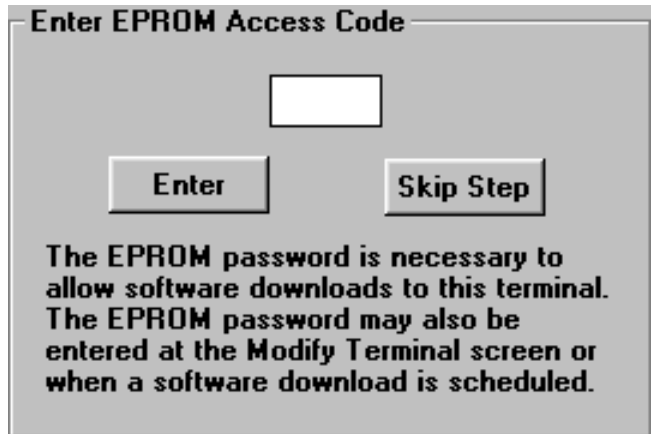 Enter EPROM Access Code
Enter
Skip Step
The EPROM password is necessary to
allow software downloads to this terminal.
The EPROM password may also be
entered at the Modify Terminal screen or
when a software download is scheduled.